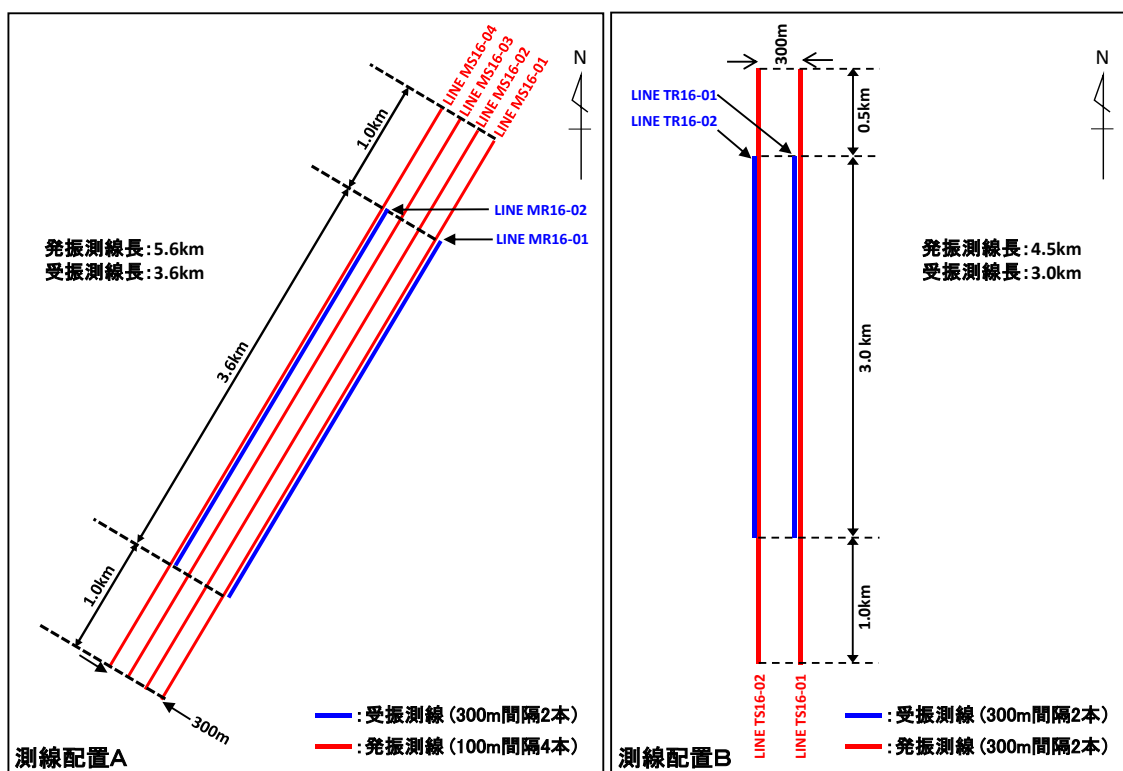 LINE MS16-04
LINE MS16-03
LINE MS16-02
LINE MS16-01
N
1.0km
LINE MR16-02
LINE MR16-01
発振測線長:5.6km
受振測線長:3.6km
3.6km
1.0km
300m
:受振測線(300m間隔2本)
:発振測線(100m間隔4本)
測線配置A
300m
N
LINE TR16-01
LINE TR16-02
0.5km
発振測線長:4.5km
受振測線長:3.0km
3.0 km
1.0km
LINE TS16-02
LINE TS16-01
:受振測線(300m間隔2本)
:発振測線(300m間隔2本)
測線配置B